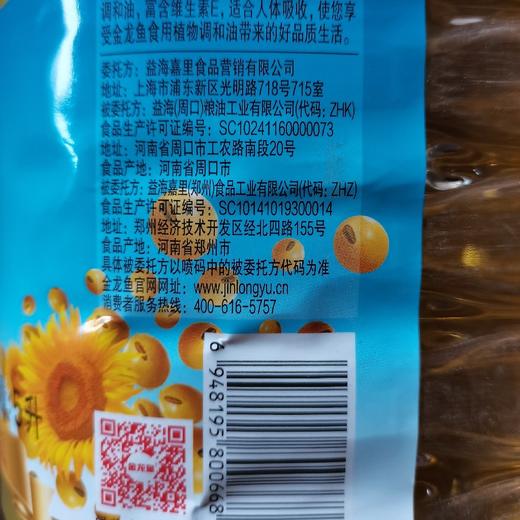 调和油,富含维生素E,适合人体吸收,使您享
受金龙鱼食用植物调和油带来的好品质生活。
委托方:益海嘉里食品营销有限公司
地址:上海市浦东新区光明路718号715室
被委托方:益海(周口)粮油工业有限公司(代码:ZHK)
食品生产许可证编号:SC10241160000073
地址:河南省周口市工农路南段20号
食品产地:河南省周口市
被委托方:益海嘉里(郑州)食品工业有限公司(代码:ZHZ)
食品生产许可证编号:SC10141019300014
地址:郑州经济技术开发区经北四路155号
食品产地:河南省郑州市
具体被委托方以喷码中的被委托方代码为准
金龙鱼官网网址:www.jinlongyu.cn
消费者服务热线:400-616-5757
6 948195 800668
升
金龙鱼